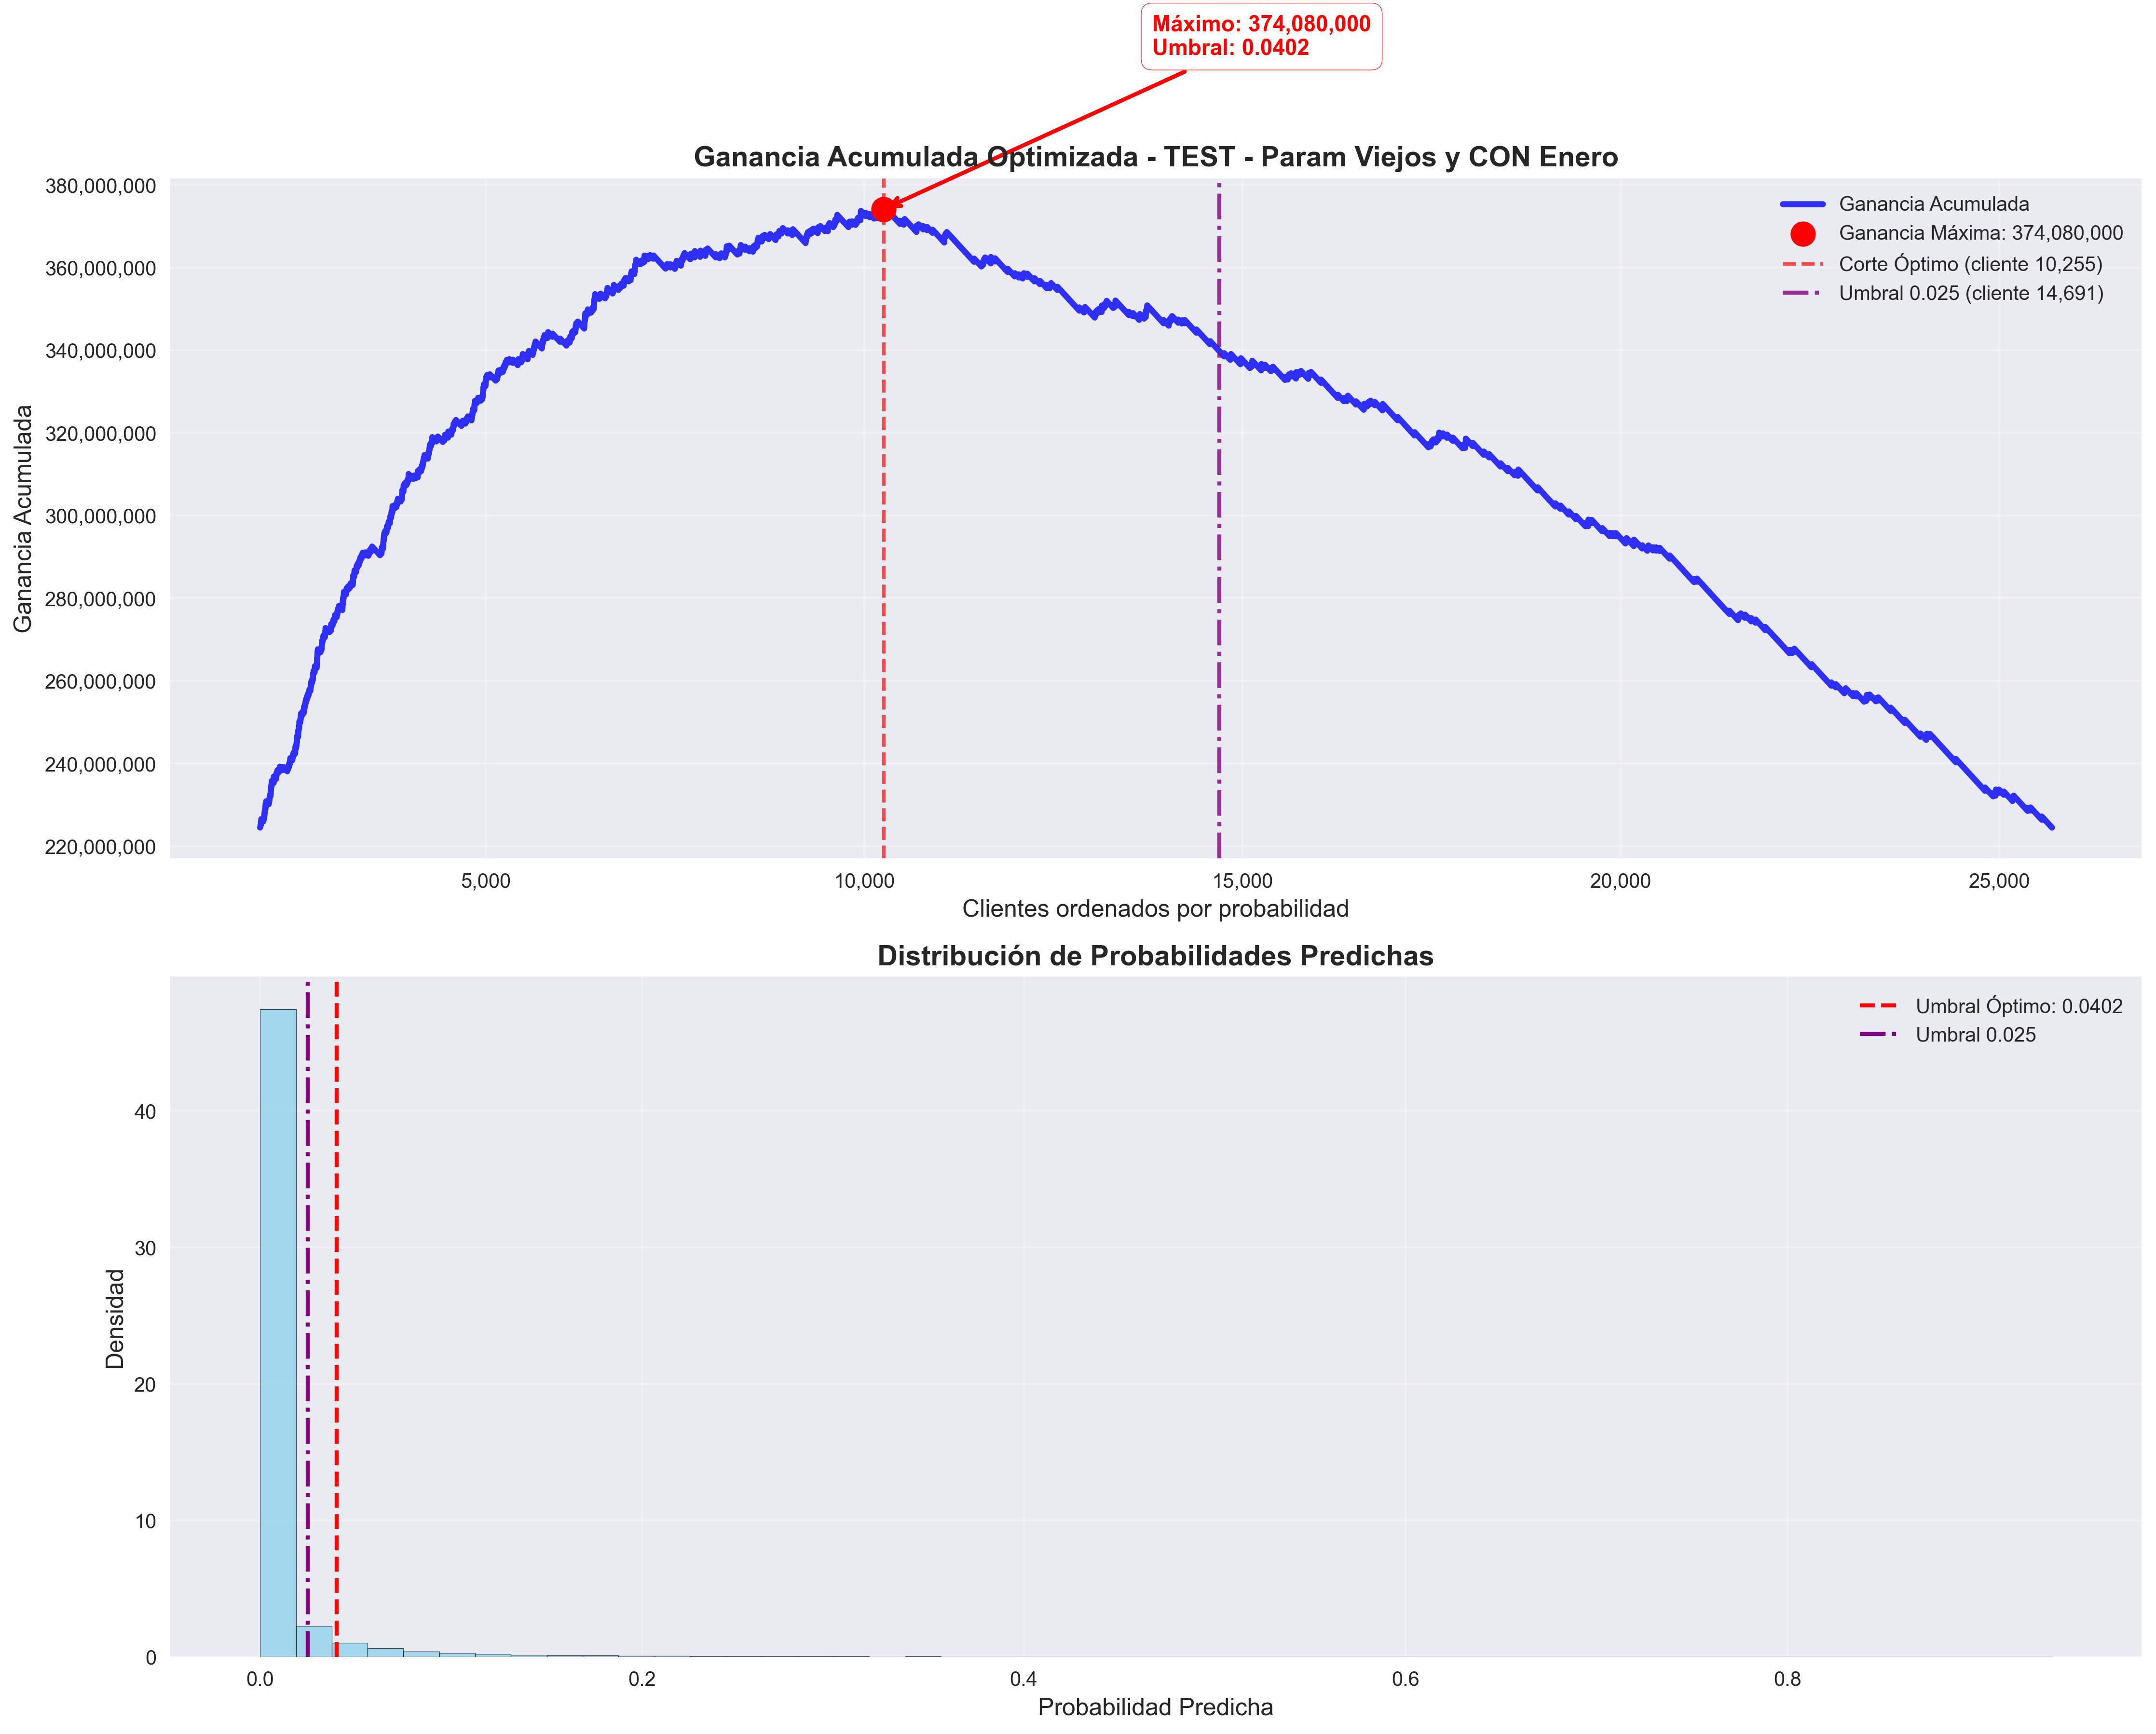 Máximo: 374,080,000
Umbral: 0.0402
Ganancia Acumulada Optimizada - TEST - Param Viejos y CON Enero
380,000,000
360,000,000
340,000,000
320,000,000
300,000,000
280,000,000
260,000,000
240,000,000
220,000,000
Ganancia Acumulada
Ganancia Acumulada
Ganancia Máxima: 374,080,000
Corte Óptimo (cliente 10,255)
Umbral 0.025 (cliente 14,691)
5,000
10,000
15,000
20,000
25,000
Clientes ordenados por probabilidad
Distribución de Probabilidades Predichas
Umbral Óptimo: 0.0402
Umbral 0.025
40
30
20
10
0
Densidad
0.0
0.2
0.4
0.6
0.8
Probabilidad Predicha